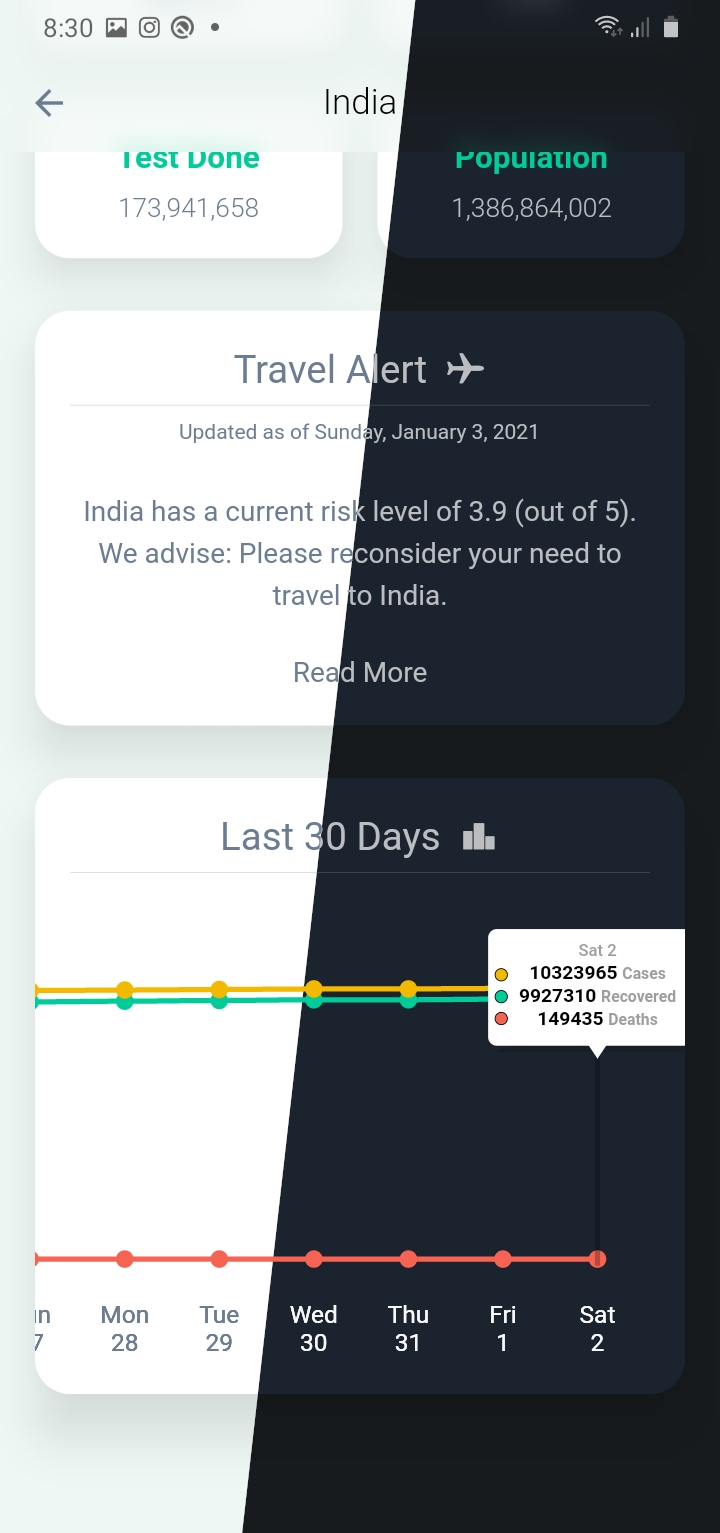 8:30
India
Test Done
Population
173,941,658
1,386,864,002
Travel Alert
Updated as of Sunday, January 3, 2021
India has a current risk level of 3.9 (out of 5).
We advise: Please reconsider your need to
travel to India.
Read More
Last 30 Days
Sat 2
10323965 Cases
9927310 Recovered
149435 Deaths
un Mon Tue Wed Thu Fri Sat
7 28 29 30 31 1 2